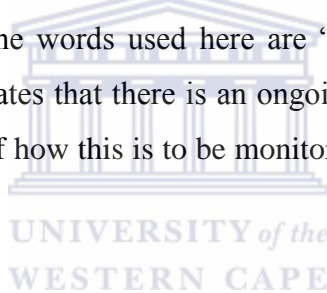 ne words used here are “
ates that there is an ongoi
f how this is to be monitor
UNIVERSITY of the
WESTERN CAPE